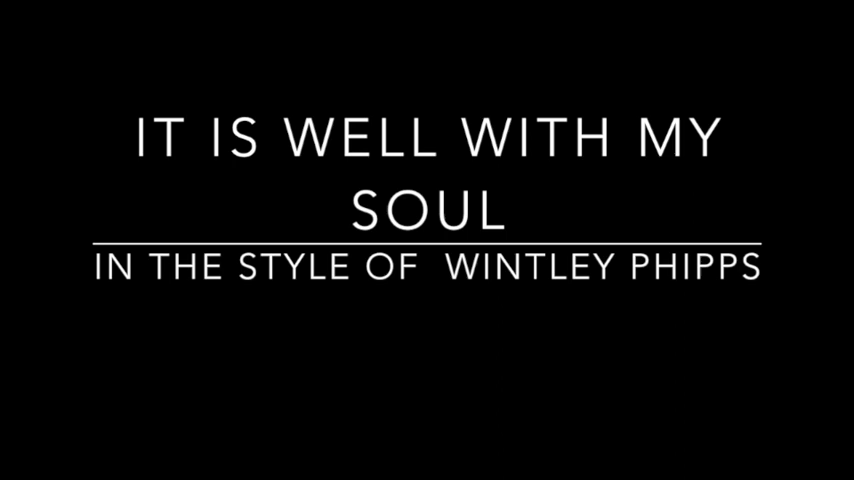 IT IS WELL WITH MY
SOUL
IN THE STYLE OF  WINTLEY PHIPPS